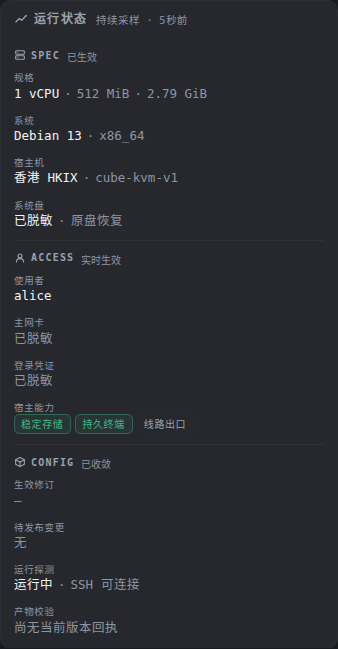 运行状态 持续采样 · 5秒前
SPEC 已生效
规格
1 vCPU · 512 MiB · 2.79 GiB
系统
Debian 13 · x86_64
宿主机
香港 HKIX · cube-kvm-v1
系统盘
已脱敏 · 原盘恢复
ACCESS 实时生效
使用者
alice
主网卡
已脱敏
登录凭证
已脱敏
宿主能力
稳定存储 持久终端 线路出口
CONFIG 已收敛
生效修订
—
待发布变更
无
运行探测
运行中 · SSH 可连接
产物校验
尚无当前版本回执